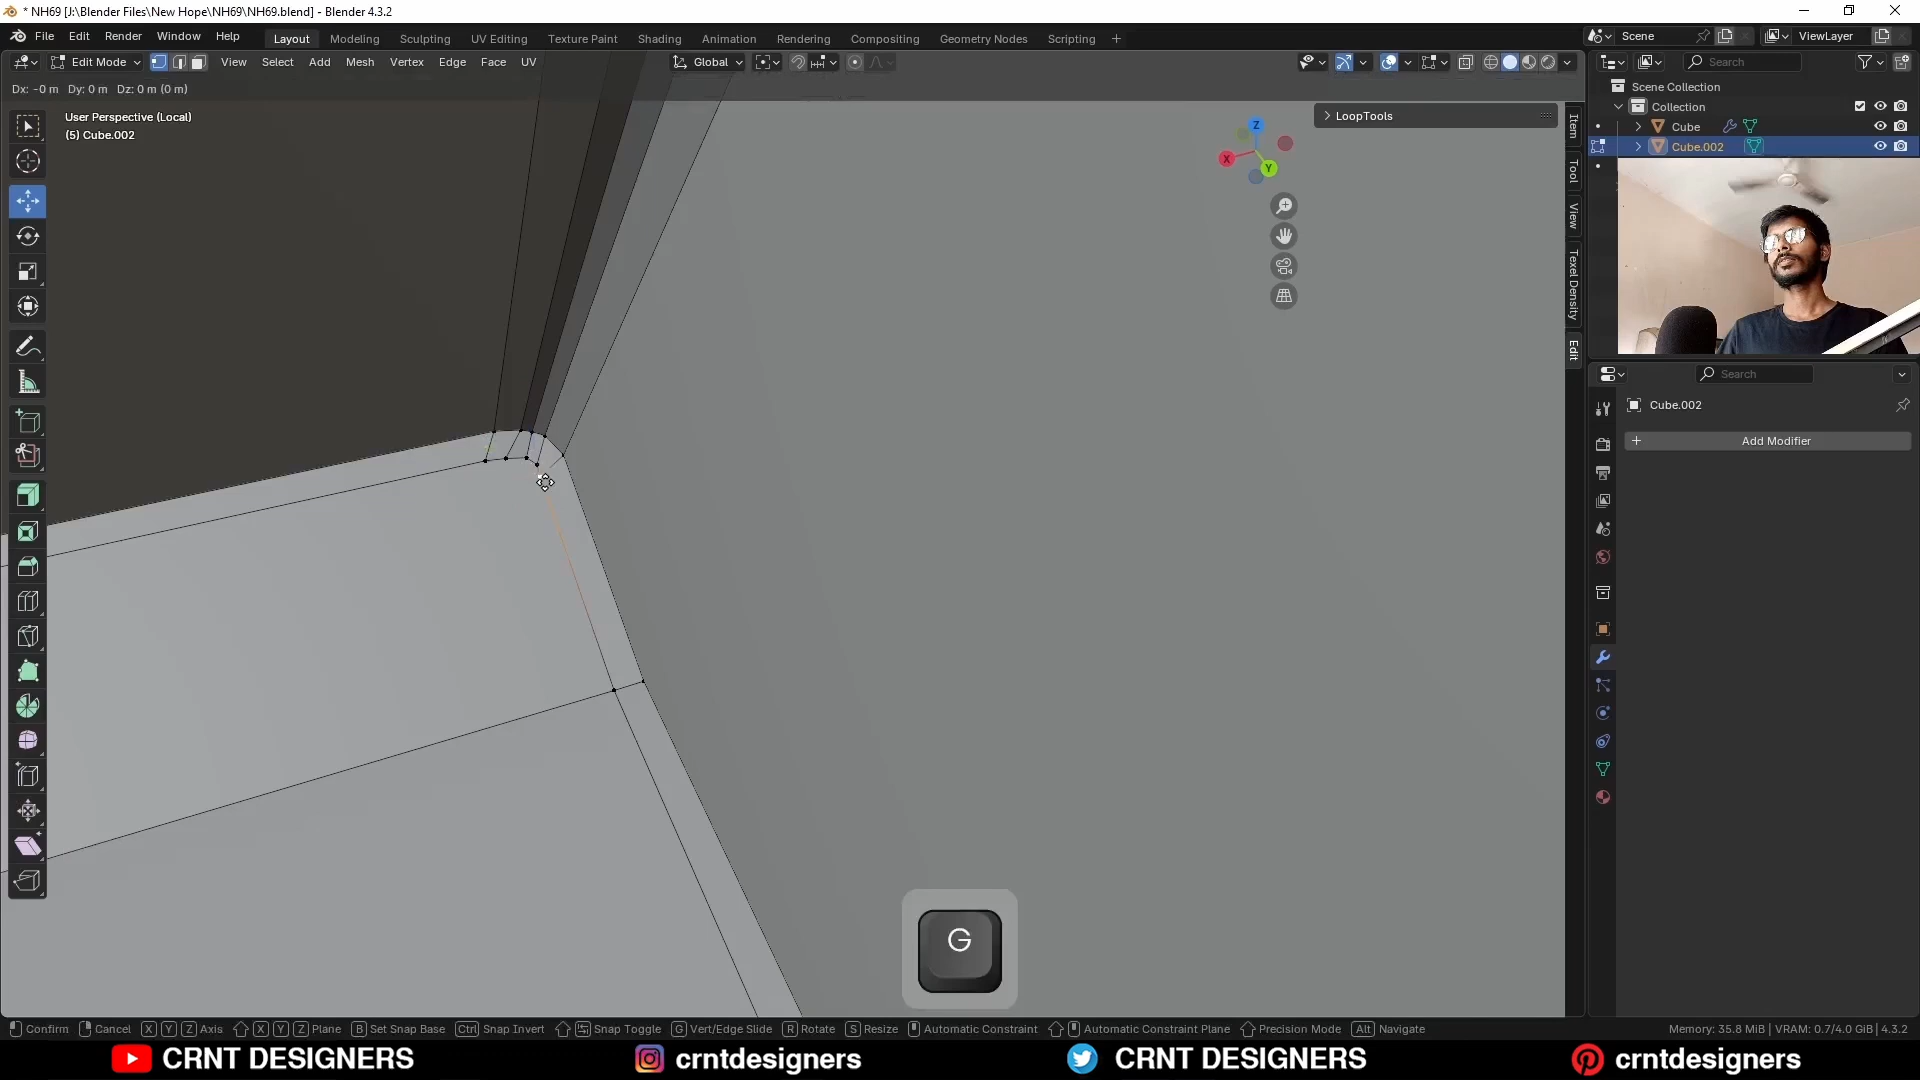 * NH69 [J:\Blender Files\New Hope\NH69\NH69.blend] - Blender 4.3.2
File Edit Render Window Help
Layout Modeling Sculpting UV Editing Texture Paint Shading Animation Rendering Compositing Geometry Nodes Scripting +
Scene
ViewLayer
Edit Mode View Select Add Mesh Vertex Edge Face UV
Global
Search
Dx: -0 m Dy: 0 m Dz: 0 m (0 m)
User Perspective (Local)
(5) Cube.002
LoopTools
Z
X
Y
Item
Tool
View
Texel Density
Edit
Scene Collection
Collection
Cube
Cube.002
Search
Cube.002
+ Add Modifier
G
Confirm Cancel X Y Z Axis X Y Z Plane B Set Snap Base Ctrl Snap Invert Snap Toggle G Vert/Edge Slide R Rotate S Resize Automatic Constraint Automatic Constraint Plane Precision Mode Alt Navigate
Memory: 35.8 MiB | VRAM: 0.7/4.0 GiB | 4.3.2
CRNT DESIGNERS crntdesigners CRNT DESIGNERS crntdesigners